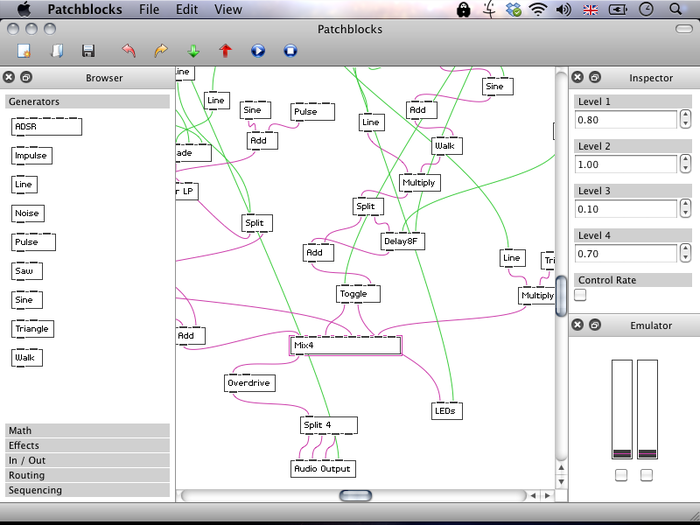 Patchblocks File Edit View
Patchblocks
Browser
Generators
ADSR
Impulse
Line
Noise
Pulse
Saw
Sine
Triangle
Walk
Math
Effects
In / Out
Routing
Sequencing
Line
Sine
Pulse
Add
LP
Split
Add
Line
Sine
Add
Walk
Multiply
Split
Delay8F
Add
Toggle
Line
Multiply
Mix4
Overdrive
LEDs
Split 4
Audio Output
Inspector
Level 1
0.80
Level 2
1.00
Level 3
0.10
Level 4
0.70
Control Rate
Emulator